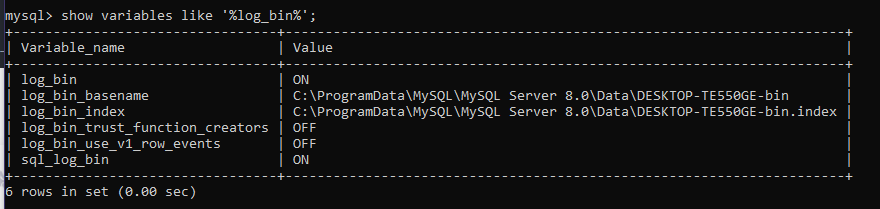 mysql> show variables like '%log_bin%';
+---------------------------------+----------------------------------------------------------------------+
| Variable_name                   | Value                                                                |
+---------------------------------+----------------------------------------------------------------------+
| log_bin                         | ON                                                                   |
| log_bin_basename                | C:\ProgramData\MySQL\MySQL Server 8.0\Data\DESKTOP-TE550GE-bin       |
| log_bin_index                   | C:\ProgramData\MySQL\MySQL Server 8.0\Data\DESKTOP-TE550GE-bin.index |
| log_bin_trust_function_creators | OFF                                                                  |
| log_bin_use_v1_row_events       | OFF                                                                  |
| sql_log_bin                     | ON                                                                   |
+---------------------------------+----------------------------------------------------------------------+
6 rows in set (0.00 sec)